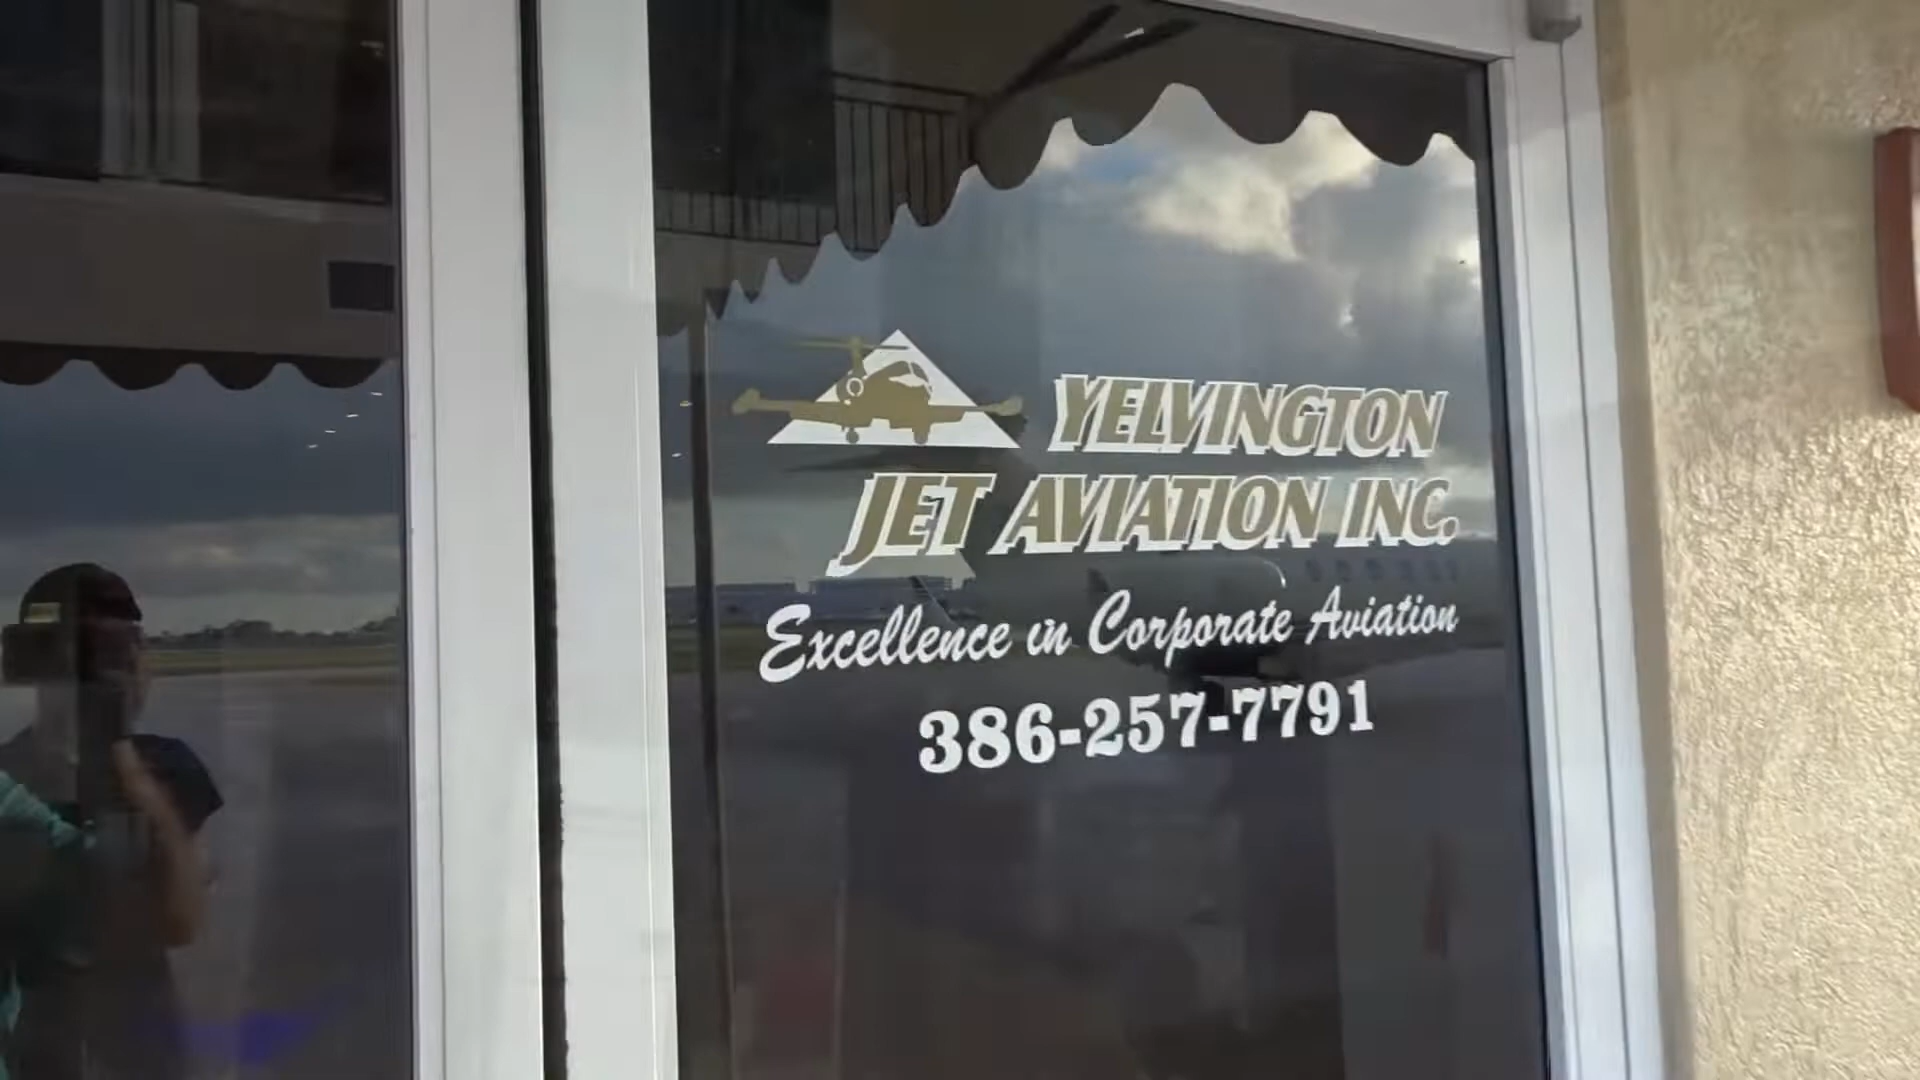 YELVINGTON
JET AVIATION INC.
Excellence in Corporate Aviation
386-257-7791